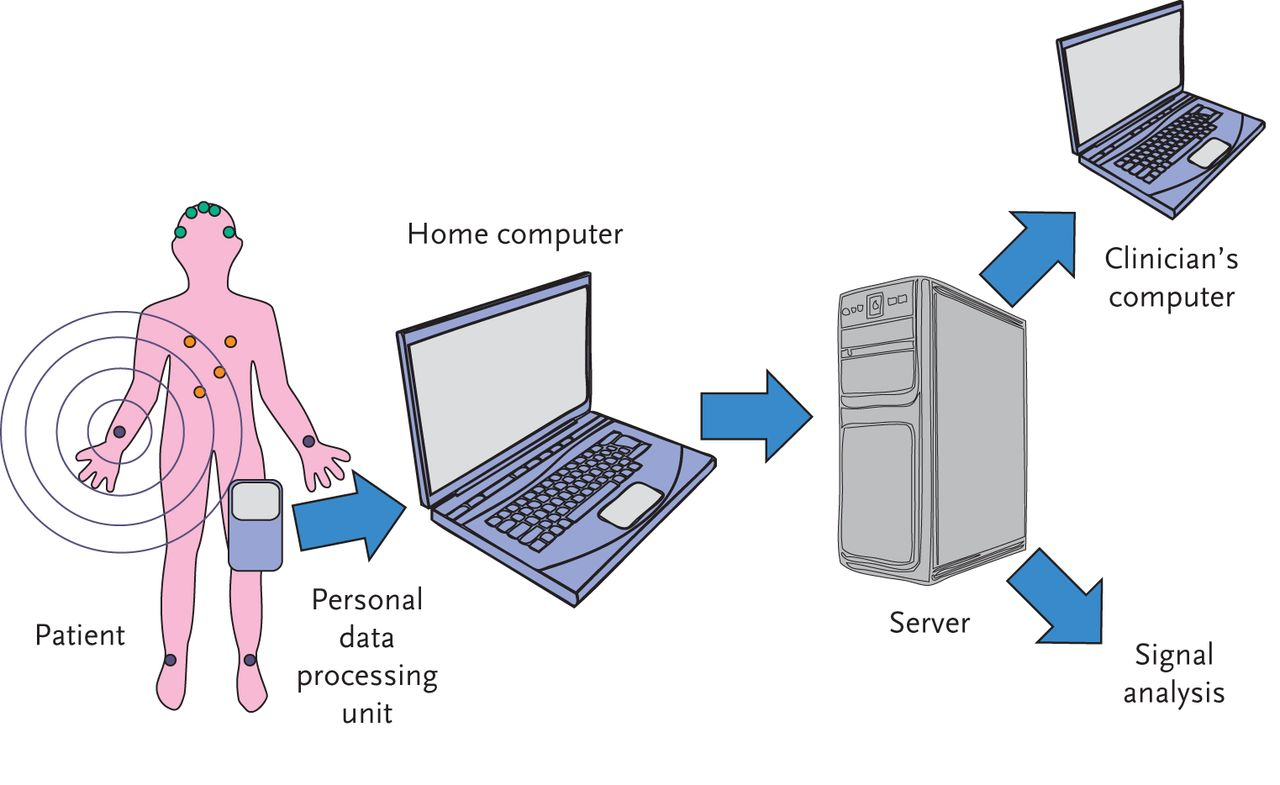 Home computer
Clinician’s
computer
Patient
Personal
data
processing
unit
Server
Signal
analysis